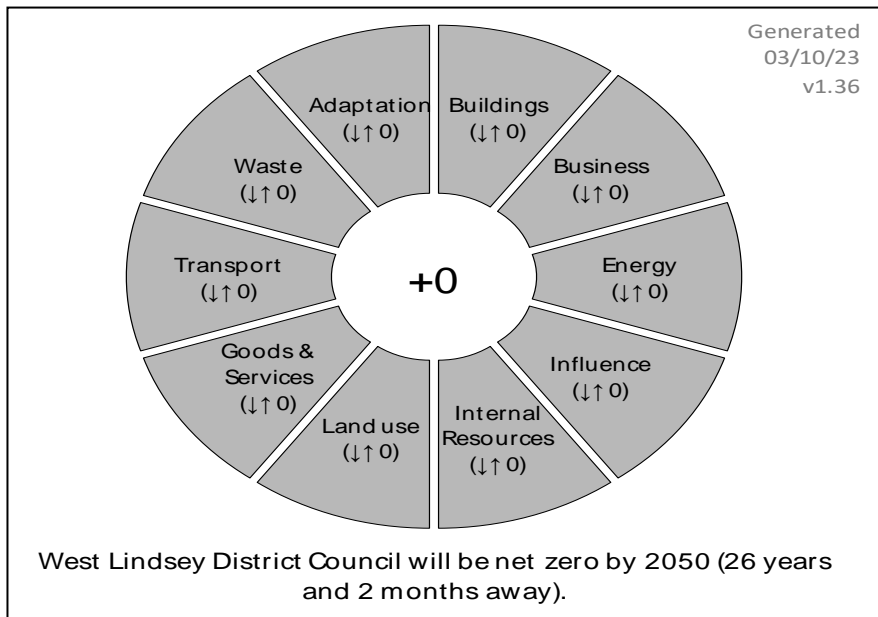 Generated
03/10/23
v1.36
Adaptation
(↓↑ 0)
Buildings
(↓↑ 0)
Waste
(↓↑ 0)
Business
(↓↑ 0)
Transport
(↓↑ 0)
+0
Energy
(↓↑ 0)
Goods &
Services
(↓↑ 0)
Influence
(↓↑ 0)
Land use
(↓↑ 0)
Internal
Resources
(↓↑ 0)
West Lindsey District Council will be net zero by 2050 (26 years
and 2 months away).